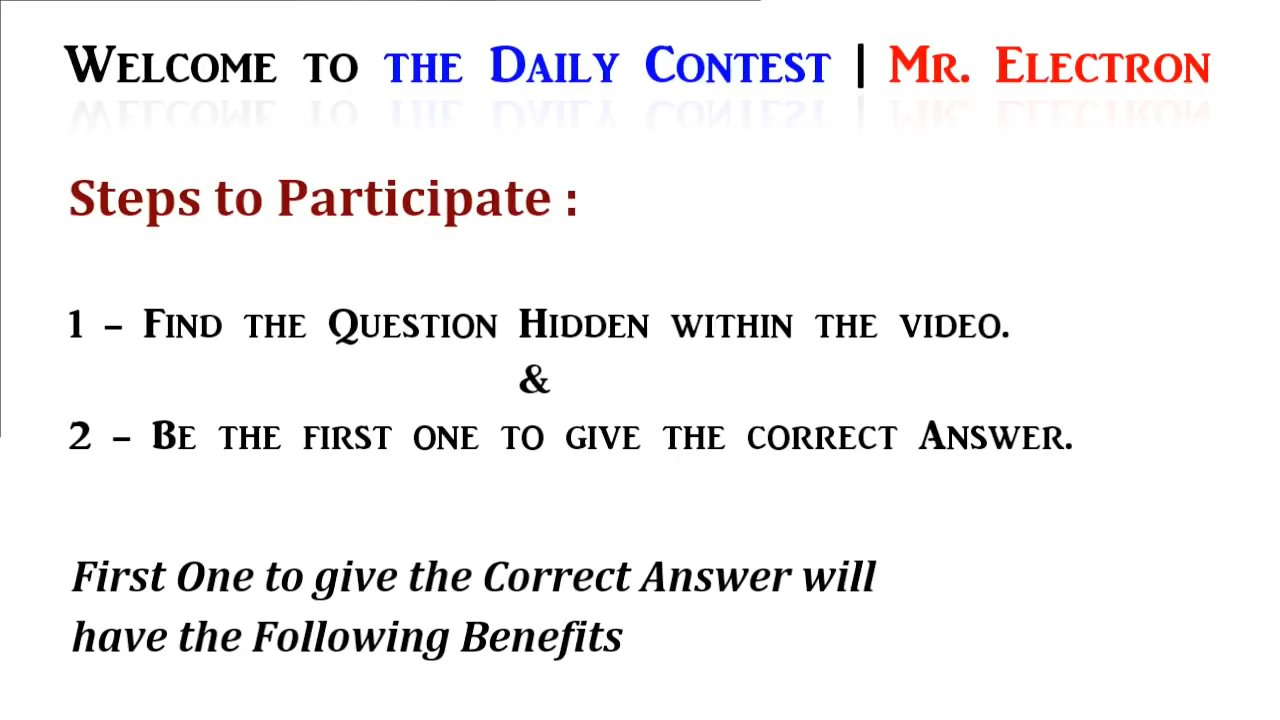 Welcome to the Daily Contest | Mr. Electron
Steps to Participate :
1 – Find the Question Hidden within the video.
&
2 – Be the first one to give the correct Answer.
First One to give the Correct Answer will
have the Following Benefits